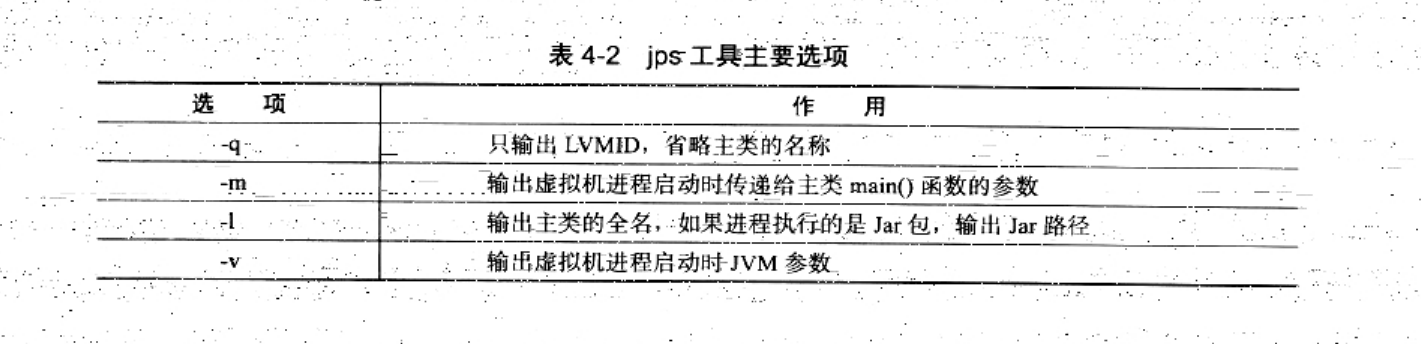 表 4-2 jps 工具主要选项
选 项 作 用
-q 只输出 LVMID，省略主类的名称
-m 输出虚拟机进程启动时传递给主类 main() 函数的参数
-l 输出主类的全名，如果进程执行的是 Jar 包，输出 Jar 路径
-v 输出虚拟机进程启动时 JVM 参数